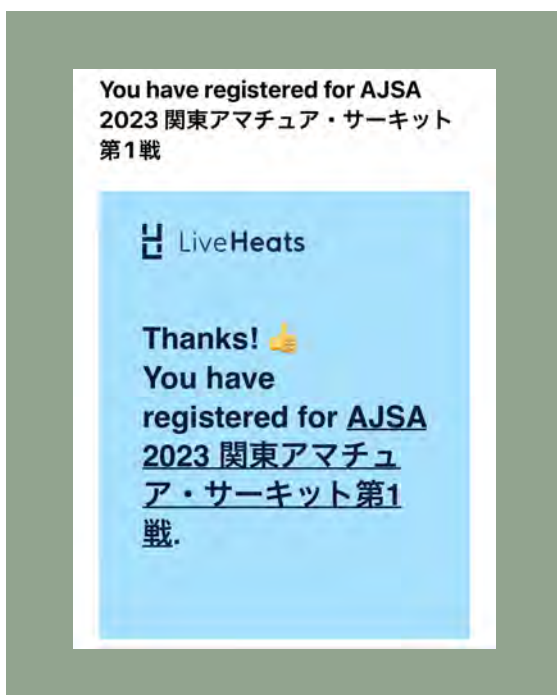 You have registered for AJSA
2023 関東アマチュア・サーキット
第1戦
LiveHeats
Thanks! 👍
You have
registered for AJSA
2023 関東アマチュ
ア・サーキット第1
戦.